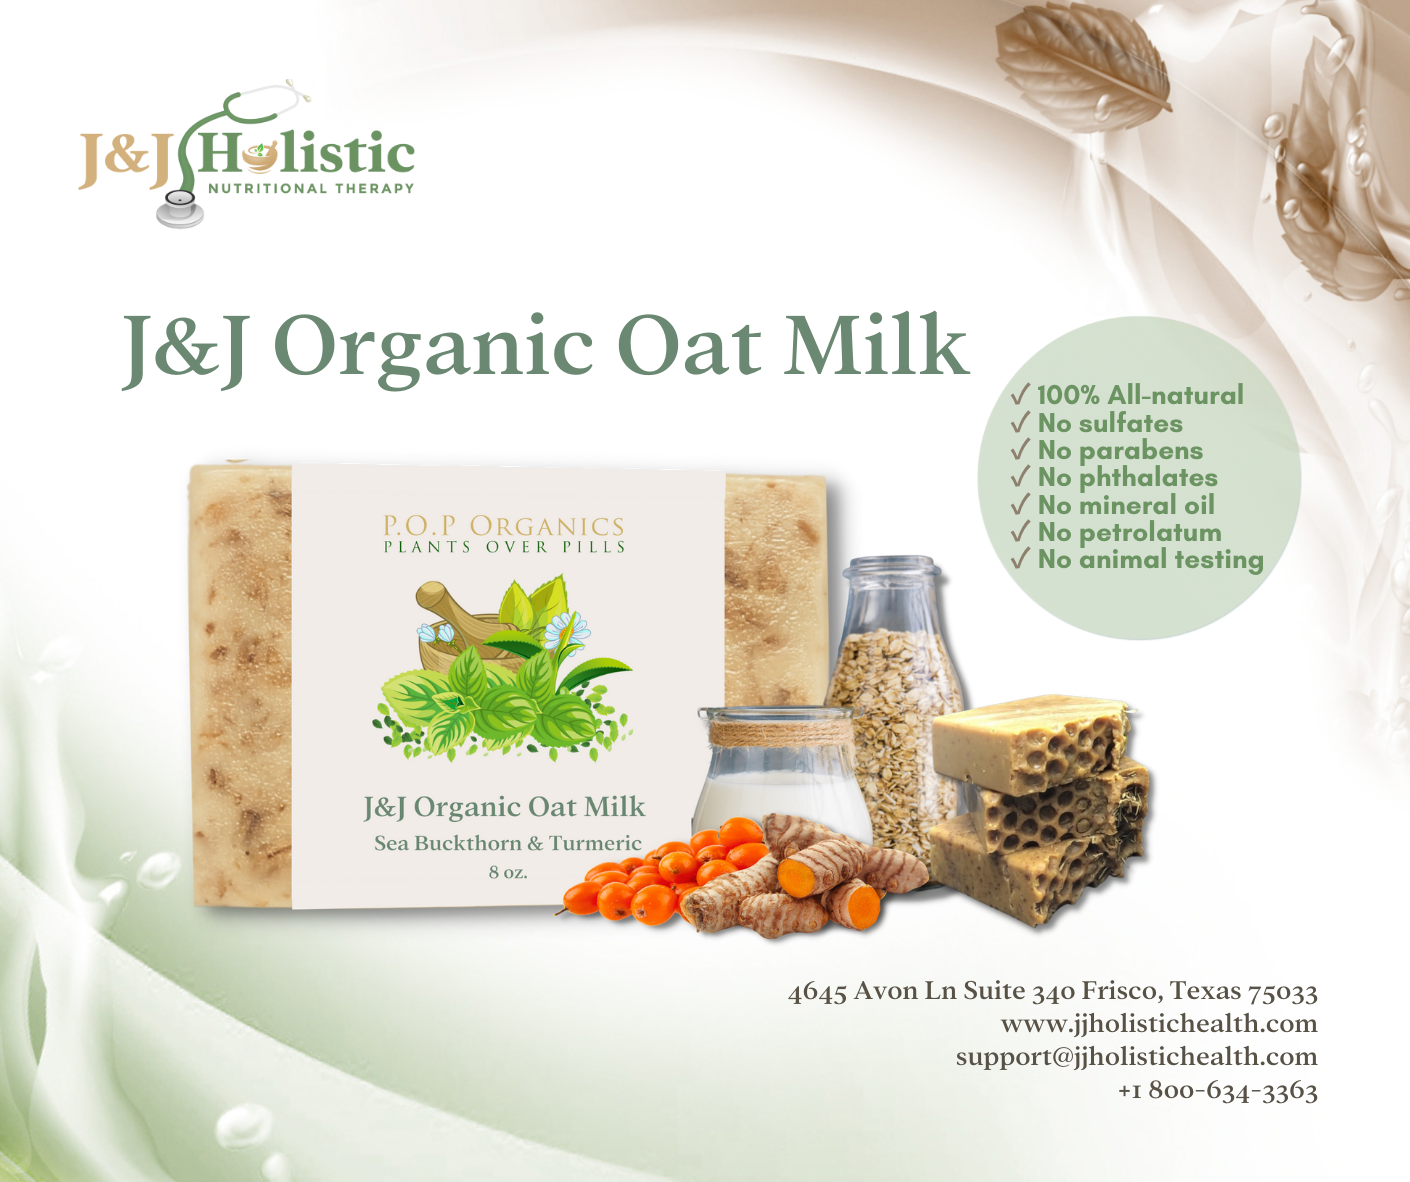 J&J Holistic
NUTRITIONAL THERAPY
J&J Organic Oat Milk
✓ 100% All-natural
✓ No sulfates
✓ No parabens
✓ No phthalates
✓ No mineral oil
✓ No petrolatum
✓ No animal testing
P.O.P ORGANICS
PLANTS OVER PILLS
J&J Organic Oat Milk
Sea Buckthorn & Turmeric
8 oz.
4645 Avon Ln Suite 340 Frisco, Texas 75033
www.jjholistichealth.com
support@jjholistichealth.com
+1 800-634-3363